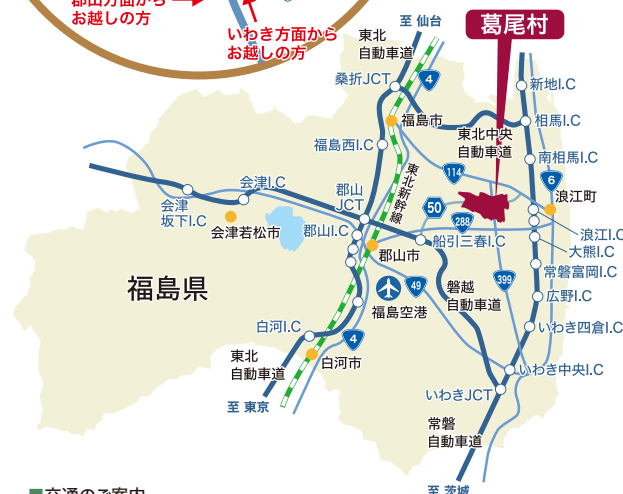 郡山方面から
お越しの方
いわき方面から
お越しの方
至 仙台
葛尾村
東北
自動車道
4
桑折JCT
新地I.C
福島市
相馬I.C
東北中央
自動車道
福島西I.C
南相馬I.C
114
6
東北新幹線
会津I.C
郡山
JCT
浪江町
50
会津
坂下I.C
288
会津若松市
郡山I.C
浪江I.C
船引三春I.C
大熊I.C
郡山市
常磐富岡I.C
399
福島県
49
磐越
自動車道
広野I.C
福島空港
白河I.C
いわき四倉I.C
4
東北
自動車道
白河市
いわき中央I.C
いわきJCT
至 東京
常磐
自動車道
至 茨城
■交通のご案内